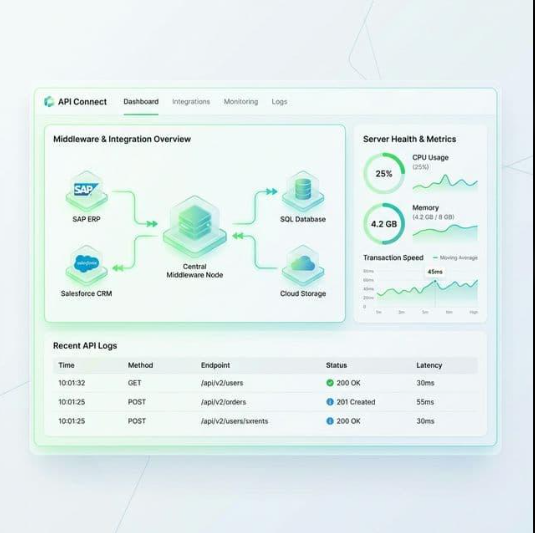 API Connect
Dashboard Integrations Monitoring Logs
Middleware & Integration Overview
SAP
SAP ERP
salesforce
Salesforce CRM
Central
Middleware Node
SQL Database
Cloud Storage
Server Health & Metrics
25%
CPU Usage
(25%)
4.2 GB
Memory
(4.2 GB / 8 GB)
Transaction Speed Moving Average
45ms
Recent API Logs
Time Method Endpoint Status Latency
10:01:32 GET /api/v2/users 200 OK 30ms
10:01:25 POST /api/v2/orders 201 Created 55ms
10:01:25 POST 200 OK 30ms